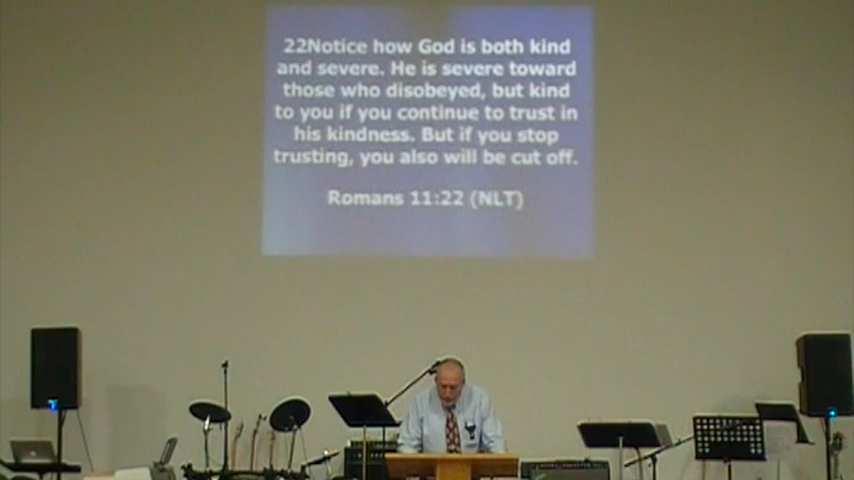 22Notice how God is both kind
and severe. He is severe toward
those who disobeyed, but kind
to you if you continue to trust in
his kindness. But if you stop
trusting, you also will be cut off.
Romans 11:22 (NLT)